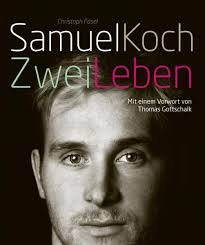 Christoph Fasel
SamuelKoch
ZweiLeben
Mit einem Vorwort von
Thomas Gottschalk